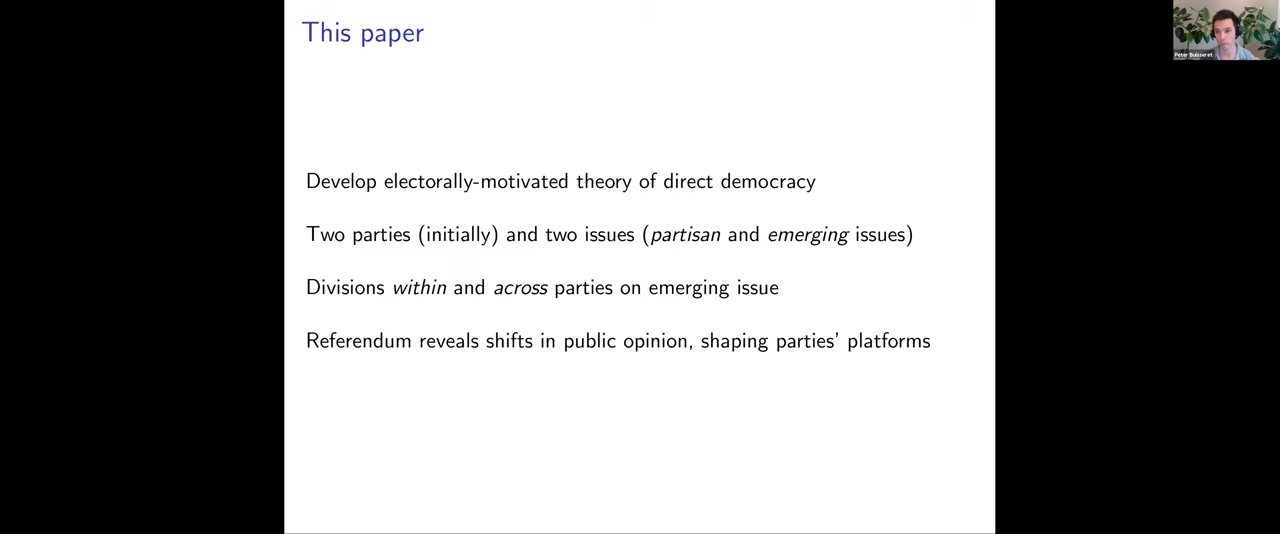 This paper
Peter Buisseret
Develop electorally-motivated theory of direct democracy
Two parties (initially) and two issues (partisan and emerging issues)
Divisions within and across parties on emerging issue
Referendum reveals shifts in public opinion, shaping parties' platforms